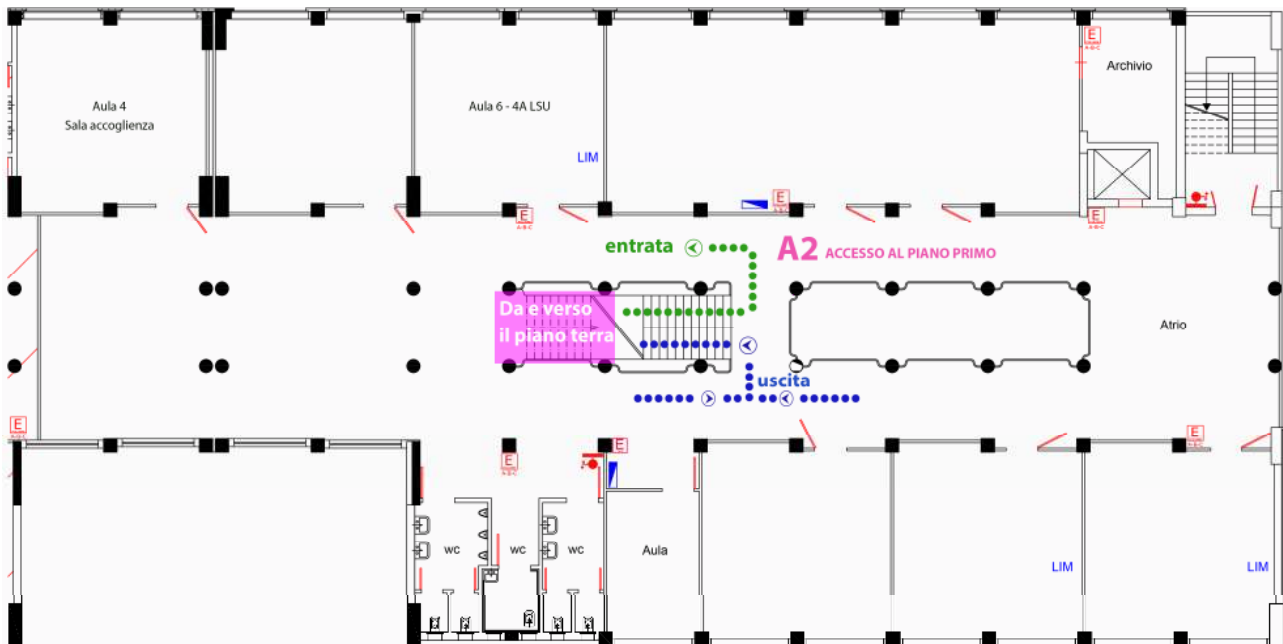 E
A-B-C
Archivio
Aula 4
Sala accoglienza
Aula 6 - 4A LSU
LIM
E
A-B-C
E
A-B-C
E
A-B-C
entrata
A2 ACCESSO AL PIANO PRIMO
Da e verso
il piano terra
Atrio
uscita
E
A-B-C
E
A-B-C
E
E
A-B-C
wc
wc
wc
Aula
LIM
LIM